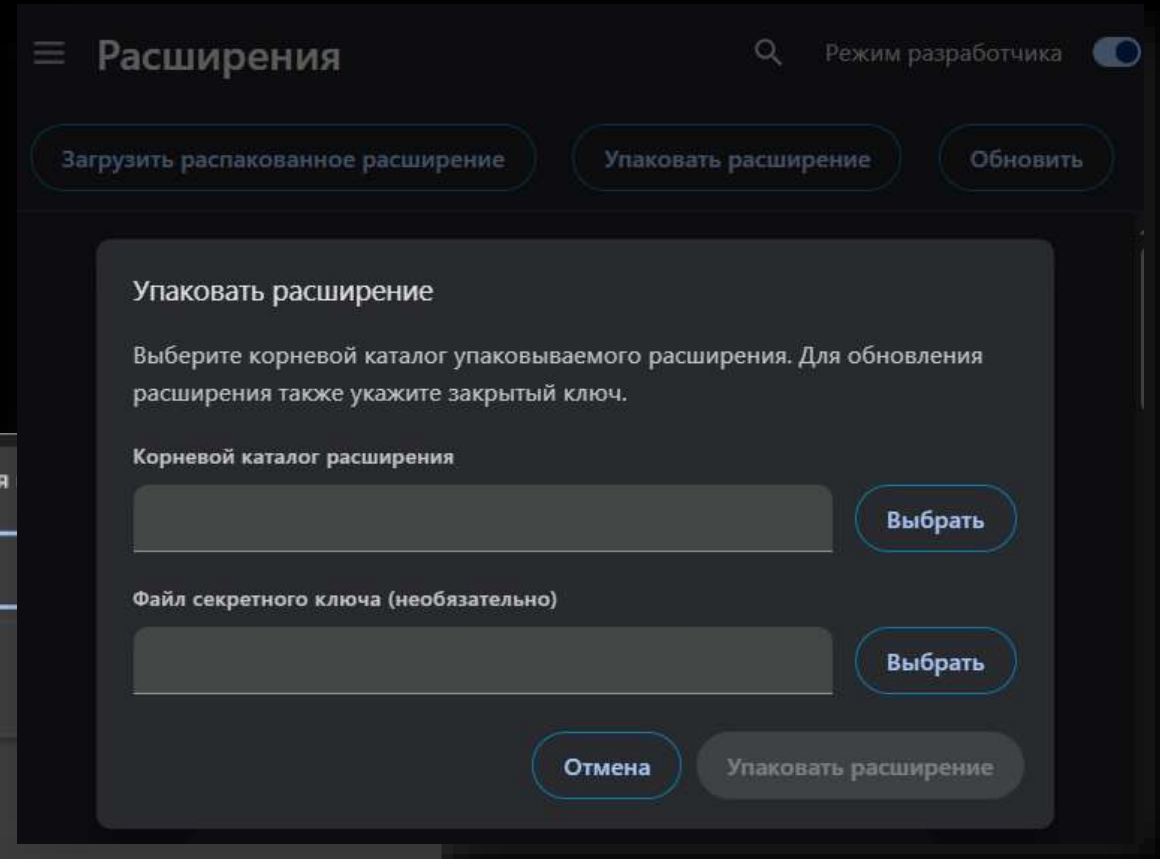 Расширения
Режим разработчика
Загрузить распакованное расширение
Упаковать расширение
Обновить
Упаковать расширение
Выберите корневой каталог упаковываемого расширения. Для обновления
расширения также укажите закрытый ключ.
Корневой каталог расширения
Выбрать
Файл секретного ключа (необязательно)
Выбрать
Отмена
Упаковать расширение